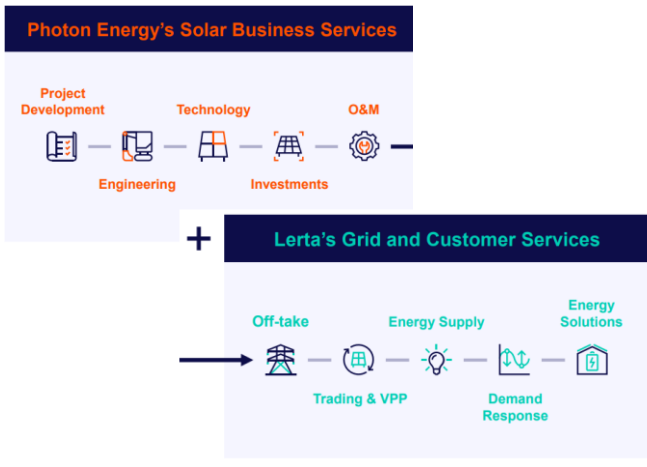 Photon Energy’s Solar Business Services
Project
Development
Technology
O&M
Engineering
Investments
+
Lerta’s Grid and Customer Services
Off-take
Energy Supply
Energy
Solutions
Trading & VPP
Demand
Response